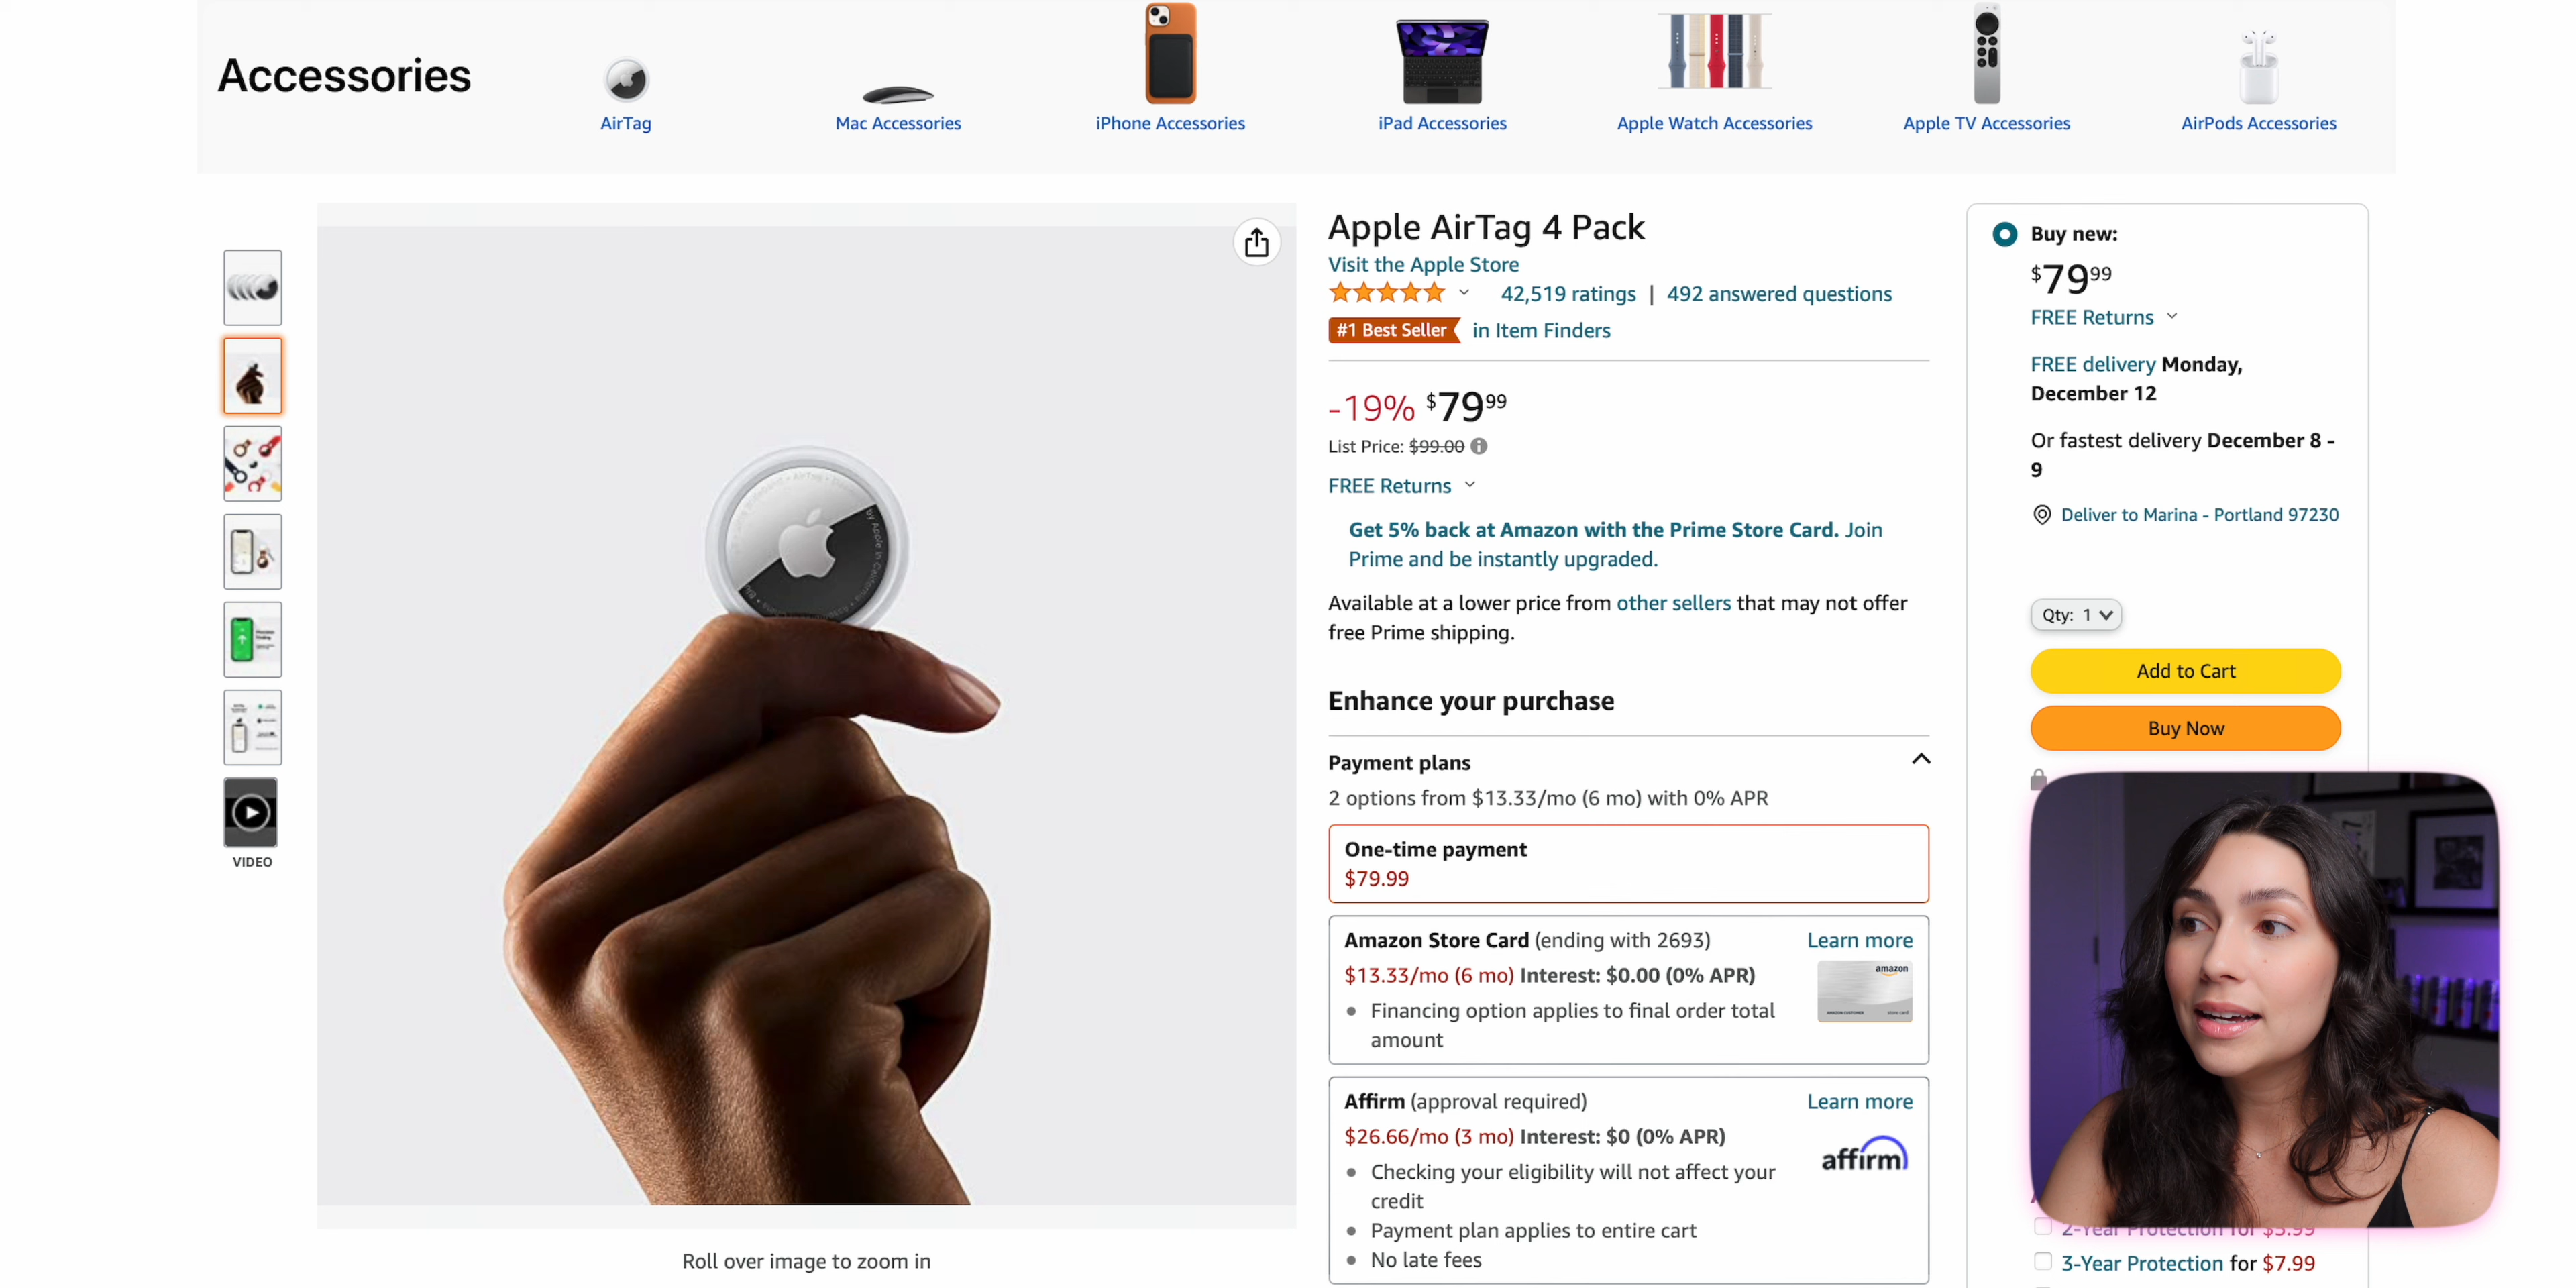 Accessories
AirTag
Mac Accessories
iPhone Accessories
iPad Accessories
Apple Watch Accessories
Apple TV Accessories
AirPods Accessories
VIDEO
Roll over image to zoom in
Apple AirTag 4 Pack
Visit the Apple Store
42,519 ratings | 492 answered questions
#1 Best Seller in Item Finders
-19% $79 99
List Price: $99.00
FREE Returns
Get 5% back at Amazon with the Prime Store Card. Join
Prime and be instantly upgraded.
Available at a lower price from other sellers that may not offer
free Prime shipping.
Enhance your purchase
Payment plans
2 options from $13.33/mo (6 mo) with 0% APR
One-time payment
$79.99
Amazon Store Card (ending with 2693)
Learn more
$13.33/mo (6 mo) Interest: $0.00 (0% APR)
amazon
• Financing option applies to final order total
amount
Affirm (approval required)
Learn more
$26.66/mo (3 mo) Interest: $0 (0% APR)
affirm
• Checking your eligibility will not affect your
credit
• Payment plan applies to entire cart
• No late fees
Buy new:
$79 99
FREE Returns
FREE delivery Monday,
December 12
Or fastest delivery December 8 -
9
Deliver to Marina - Portland 97230
Qty: 1
Add to Cart
Buy Now
2-Year Protection for $5.99
3-Year Protection for $7.99